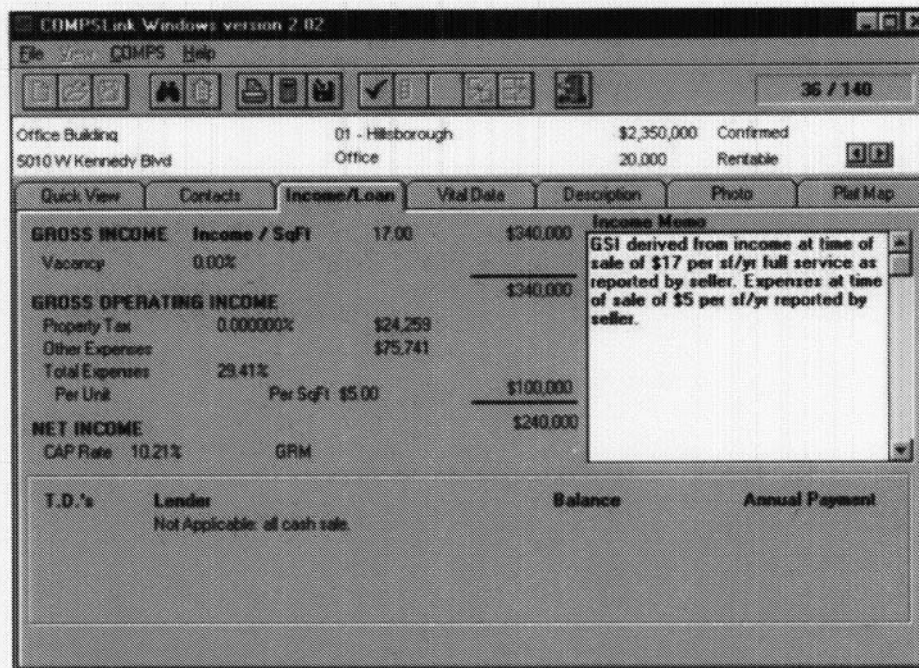 COMPSLink Windows version 2.02
File View COMPS Help
36 / 140
Office Building 01 - Hillsborough $2,350,000 Confirmed
5010 W Kennedy Blvd Office 20,000 Rentable
Quick View Contacts Income/Loan Vital Data Description Photo Plat Map
GROSS INCOME Income / SqFt 17.00 $340,000
Vacancy 0.00%
$340,000
GROSS OPERATING INCOME
Property Tax 0.000000% $24,259
Other Expenses $75,741
Total Expenses 29.41%
Per Unit Per SqFt $5.00 $100,000
$240,000
NET INCOME
CAP Rate 10.21% GRM
Income Memo
GSI derived from income at time of
sale of $17 per sf/yr full service as
reported by seller. Expenses at time
of sale of $5 per sf/yr reported by
seller.
T.D.'s Lender Balance Annual Payment
Not Applicable: all cash sale.